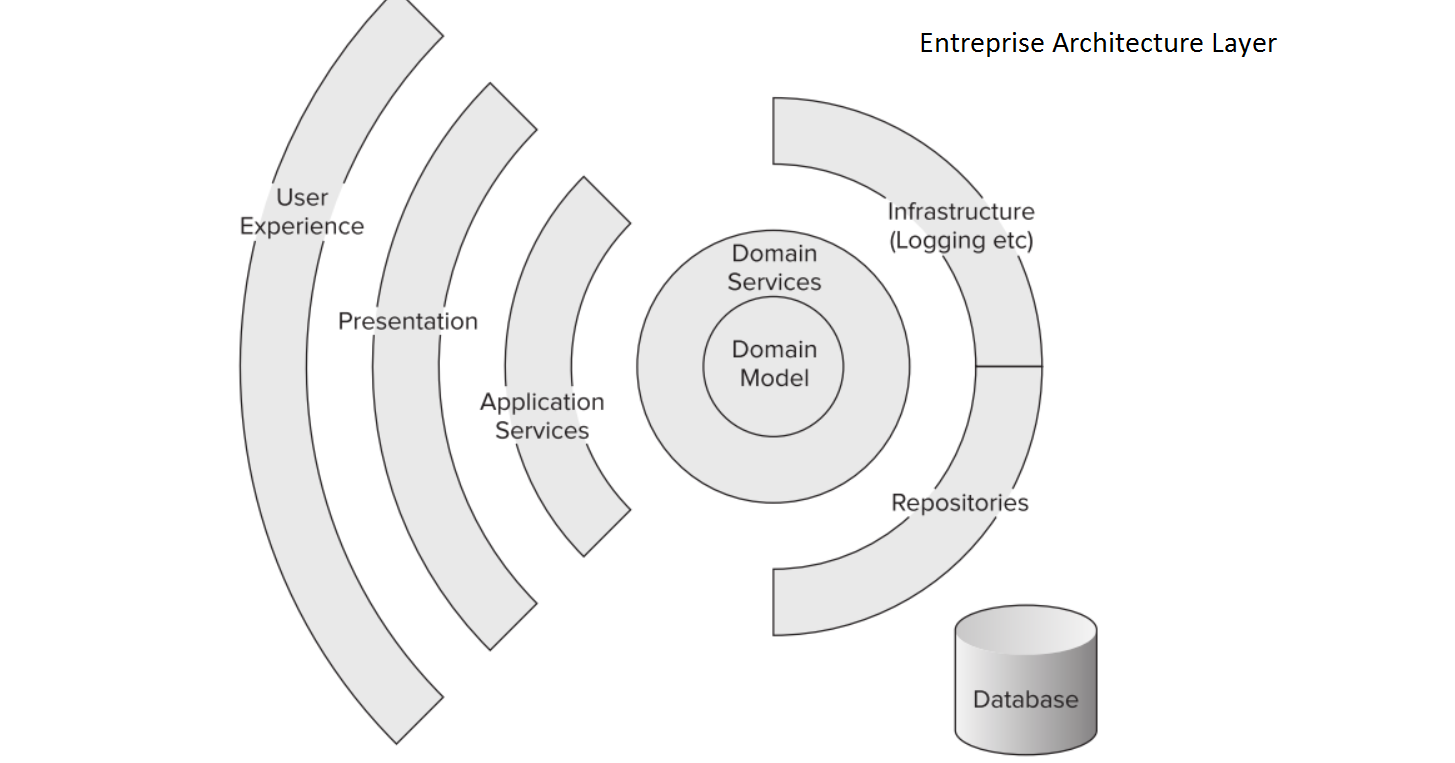 Entreprise Architecture Layer
User
Experience
Presentation
Application
Services
Domain
Services
Domain
Model
Infrastructure
(Logging etc)
Repositories
Database